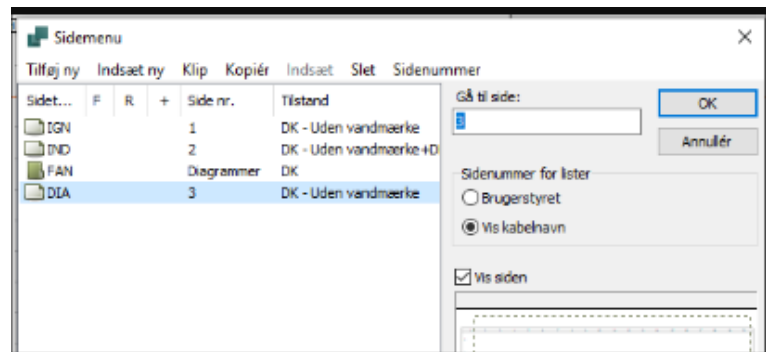 Sidemenu
Tilføj ny Indsæt ny Klip Kopiér Indsæt Slet Sidenummer
Sidet... F R + Side nr. Tilstand
IGN 1 DK - Uden vandmærke
IND 2 DK - Uden vandmærke+D
FAN Diagrammer DK
DIA 3 DK - Uden vandmærke
Gå til side:
3
OK
Annullér
Sidenummer for lister
Brugerstyret
Vis kabelnavn
Vis siden